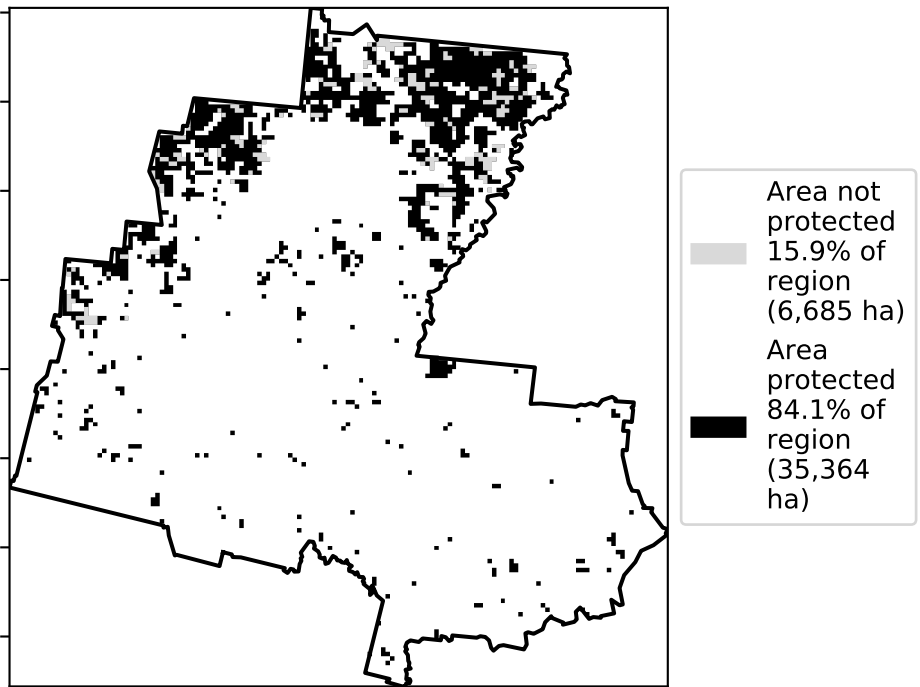 Area not
protected
15.9% of
region
(6,685 ha)
Area
protected
84.1% of
region
(35,364
ha)